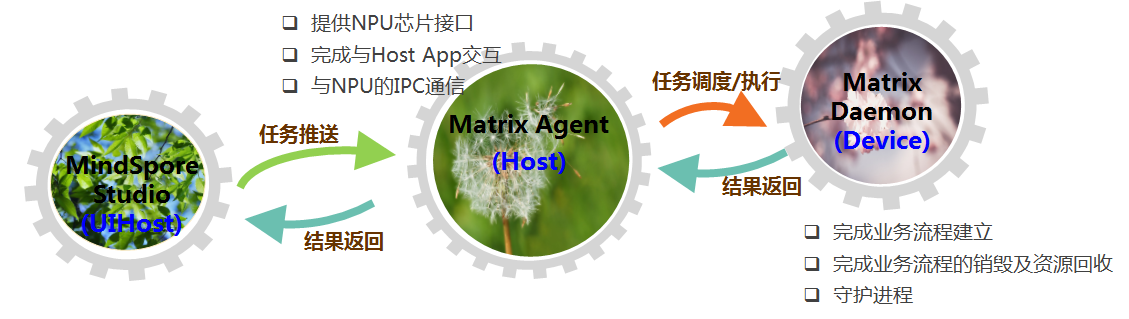 提供NPU芯片接口
完成与Host App交互
与NPU的IPC通信
MindSpore
Studio
(UIHost)
任务推送
结果返回
Matrix Agent
(Host)
任务调度/执行
结果返回
Matrix
Daemon
(Device)
完成业务流程建立
完成业务流程的销毁及资源回收
守护进程